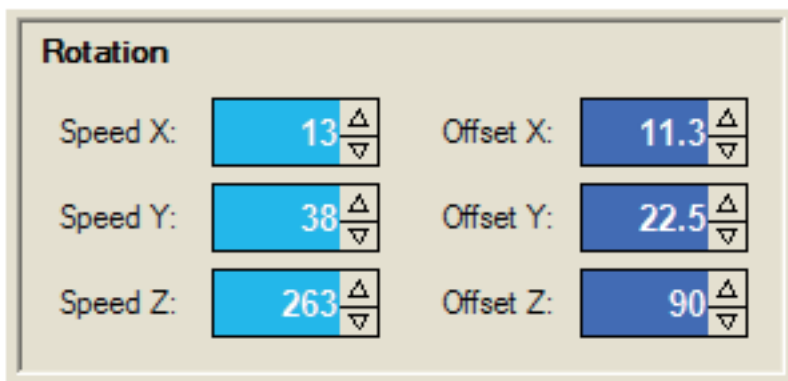 Rotation
Speed X: 13 Offset X: 11.3
Speed Y: 38 Offset Y: 22.5
Speed Z: 263 Offset Z: 90